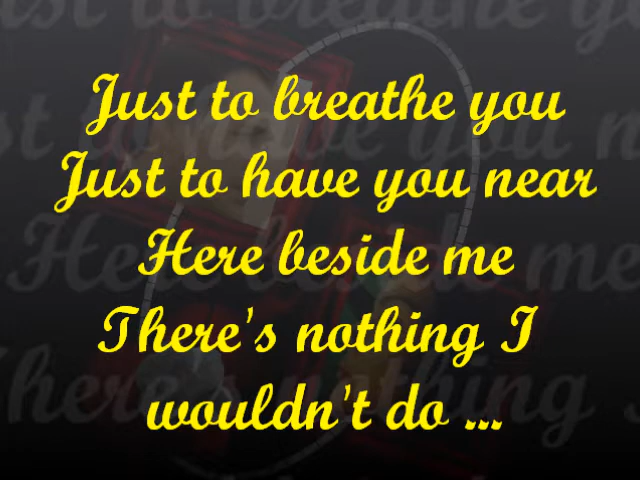 Just to breathe you
Just to have you near
Here beside me
There's nothing I
wouldn't do ...